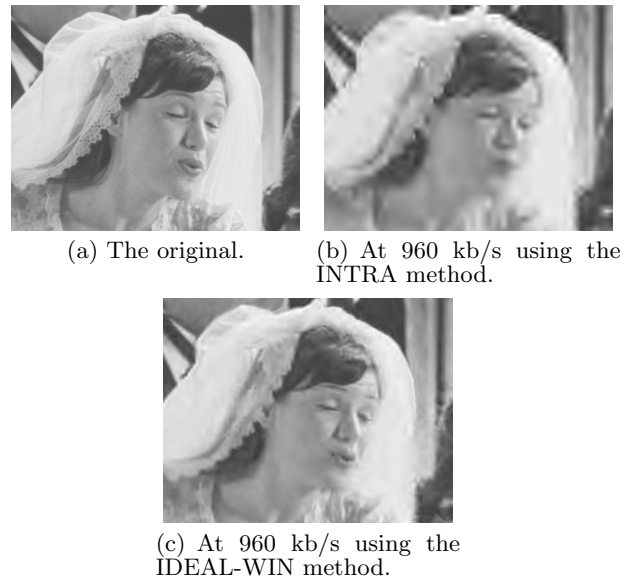 (a) The original.
(b) At 960 kb/s using the
INTRA method.
(c) At 960 kb/s using the
IDEAL-WIN method.